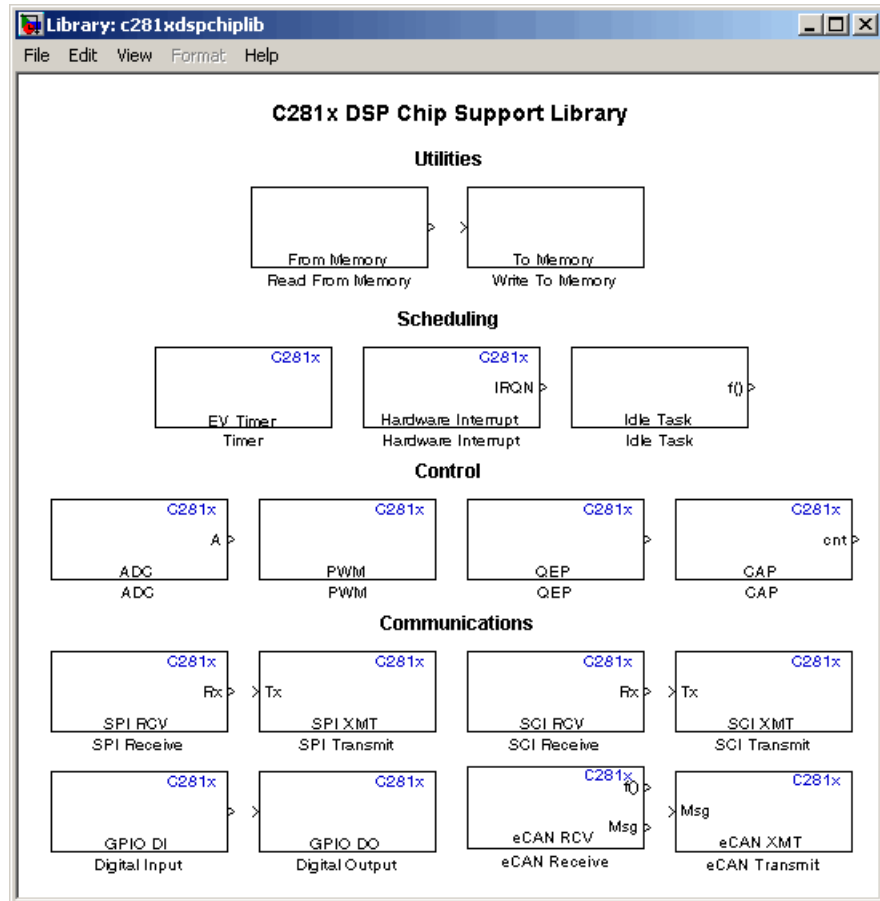 Library: c281xdspchiplib
File Edit View Format Help
C281x DSP Chip Support Library
Utilities
From Memory
Read From Memory
To Memory
Write To Memory
Scheduling
C281x
EV Timer
Timer
C281x
IRQN
Hardware Interrupt
Hardware Interrupt
f()
Idle Task
Idle Task
Control
C281x
A
ADC
ADC
C281x
PWM
PWM
C281x
QEP
QEP
C281x
cnt
CAP
CAP
Communications
C281x
Rx
SPI RCV
SPI Receive
C281x
Tx
SPI XMT
SPI Transmit
C281x
Rx
SCI RCV
SCI Receive
C281x
Tx
SCI XMT
SCI Transmit
C281x
GPIO DI
Digital Input
C281x
GPIO DO
Digital Output
C281x
f()
Msg
eCAN RCV
eCAN Receive
C281x
Msg
eCAN XMT
eCAN Transmit